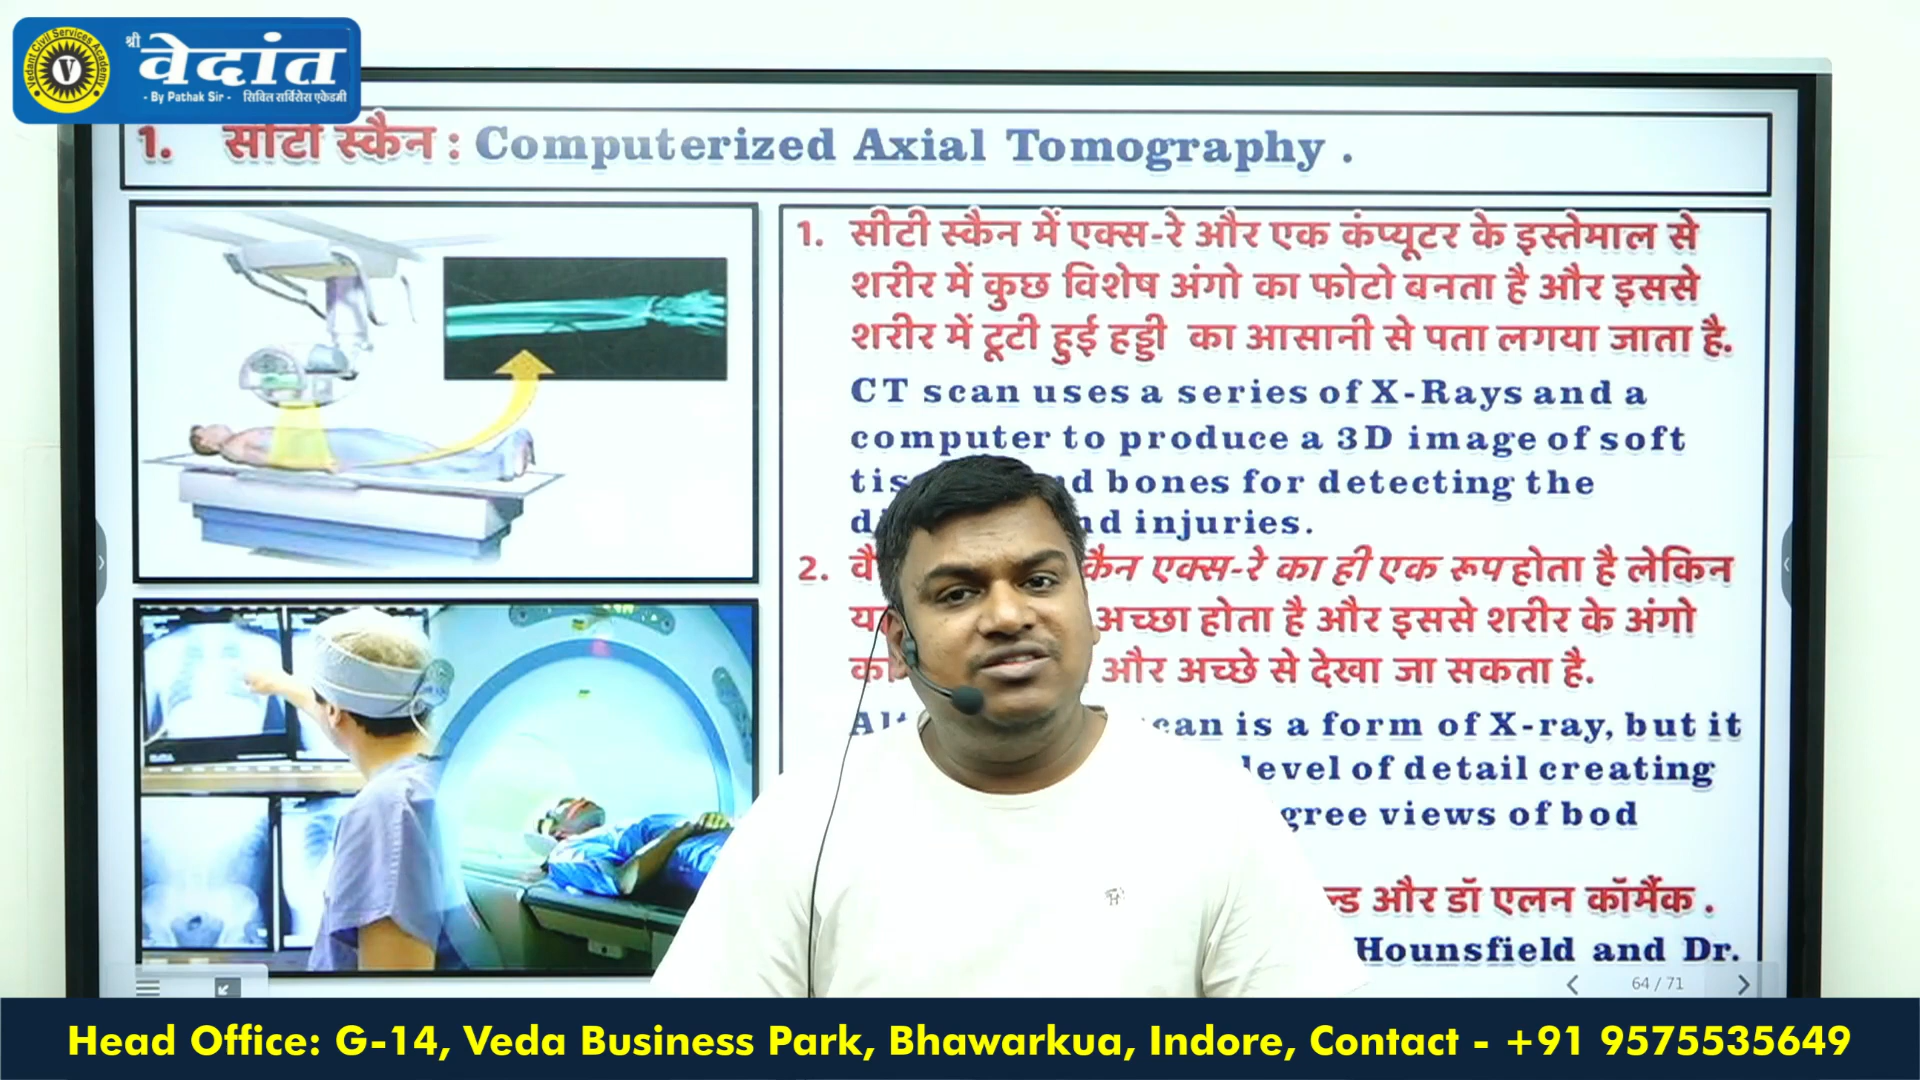 Vedant Civil Services Academy
V
श्री
वेदांत
- By Pathak Sir - सिविल सर्विसेस एकेडमी
1. सीटी स्कैन : Computerized Axial Tomography .
1. सीटी स्कैन में एक्स-रे और एक कंप्यूटर के इस्तेमाल से
शरीर में कुछ विशेष अंगो का फोटो बनता है और इससे
शरीर में टूटी हुई हड्डी का आसानी से पता लगया जाता है.
CT scan uses a series of X-Rays and a
computer to produce a 3D image of soft
bones for detecting the
injuries.
2. एक्स-रे का ही एक रूप होता है लेकिन
अच्छा होता है और इससे शरीर के अंगो
और अच्छे से देखा जा सकता है.
is a form of X-ray, but it
level of detail creating
views of bod
और डॉ एलन कॉर्मैक .
Hounsfield and Dr.
64 / 71
Head Office: G-14, Veda Business Park, Bhawarkua, Indore, Contact - +91 9575535649